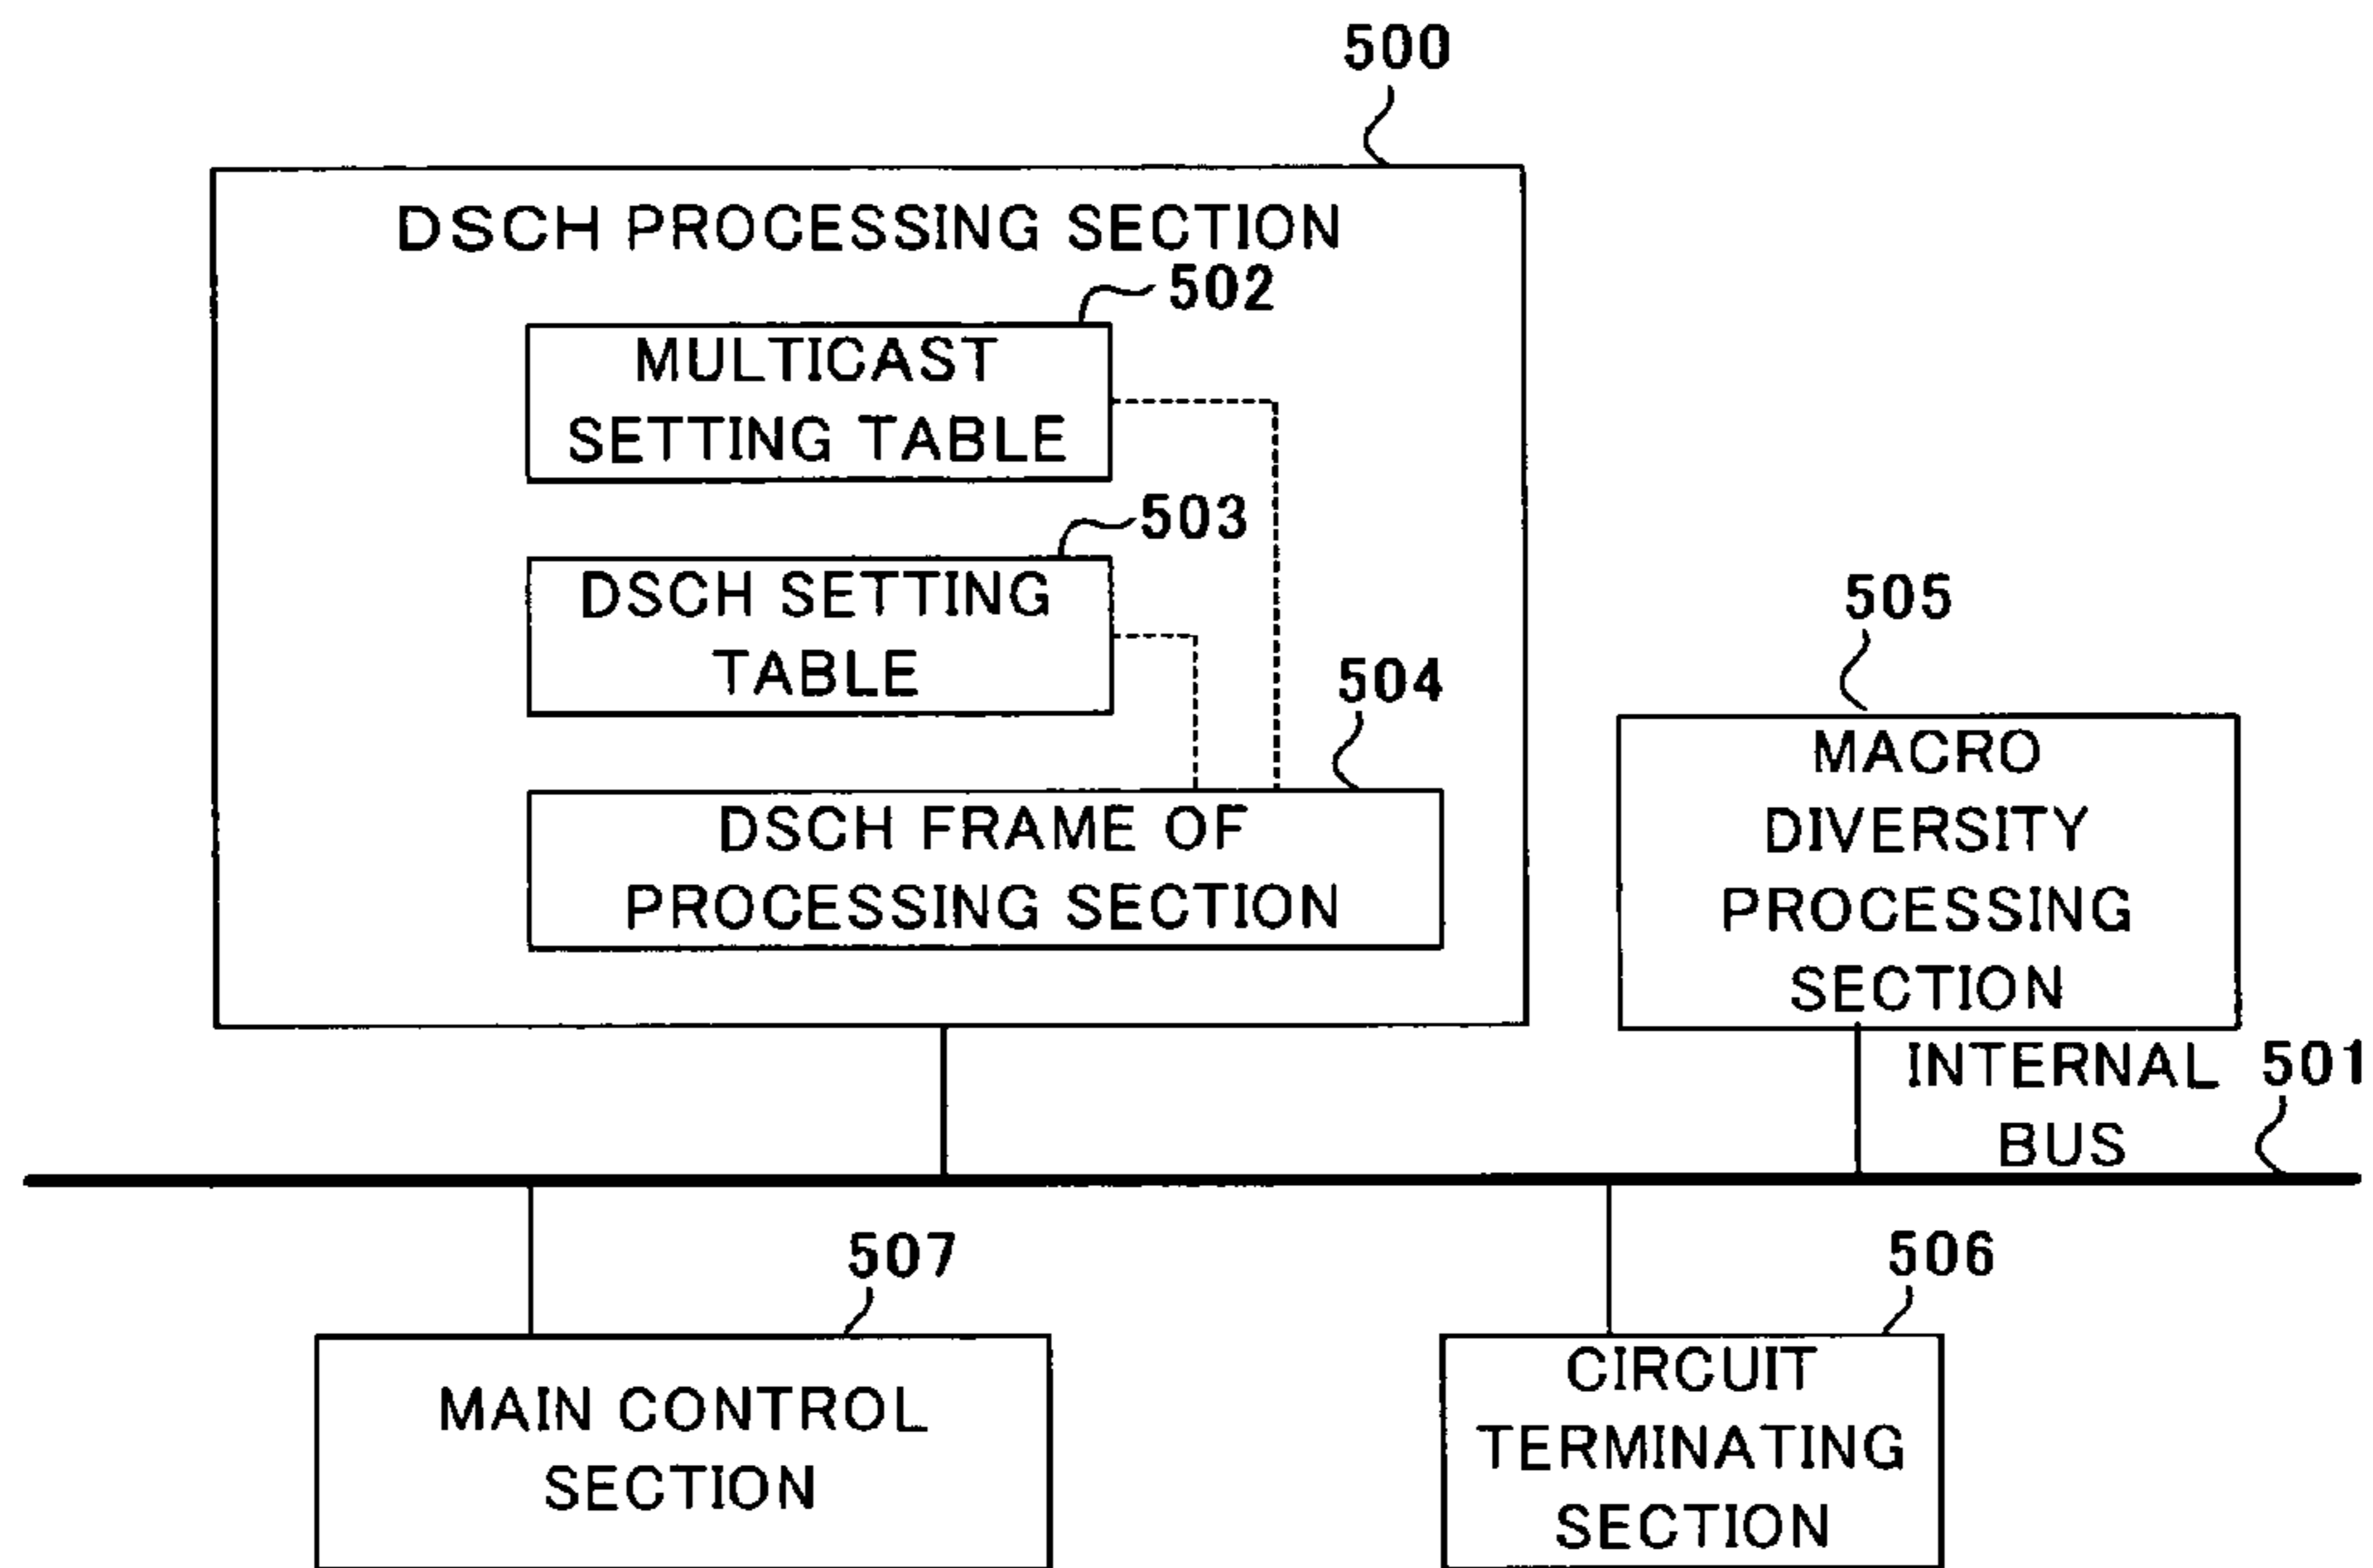 500
DSCH PROCESSING SECTION
502
MULTICAST
SETTING TABLE
503
DSCH SETTING
TABLE
504
DSCH FRAME OF
PROCESSING SECTION
505
MACRO
DIVERSITY
PROCESSING
SECTION
INTERNAL 501
BUS
507
MAIN CONTROL
SECTION
506
CIRCUIT
TERMINATING
SECTION